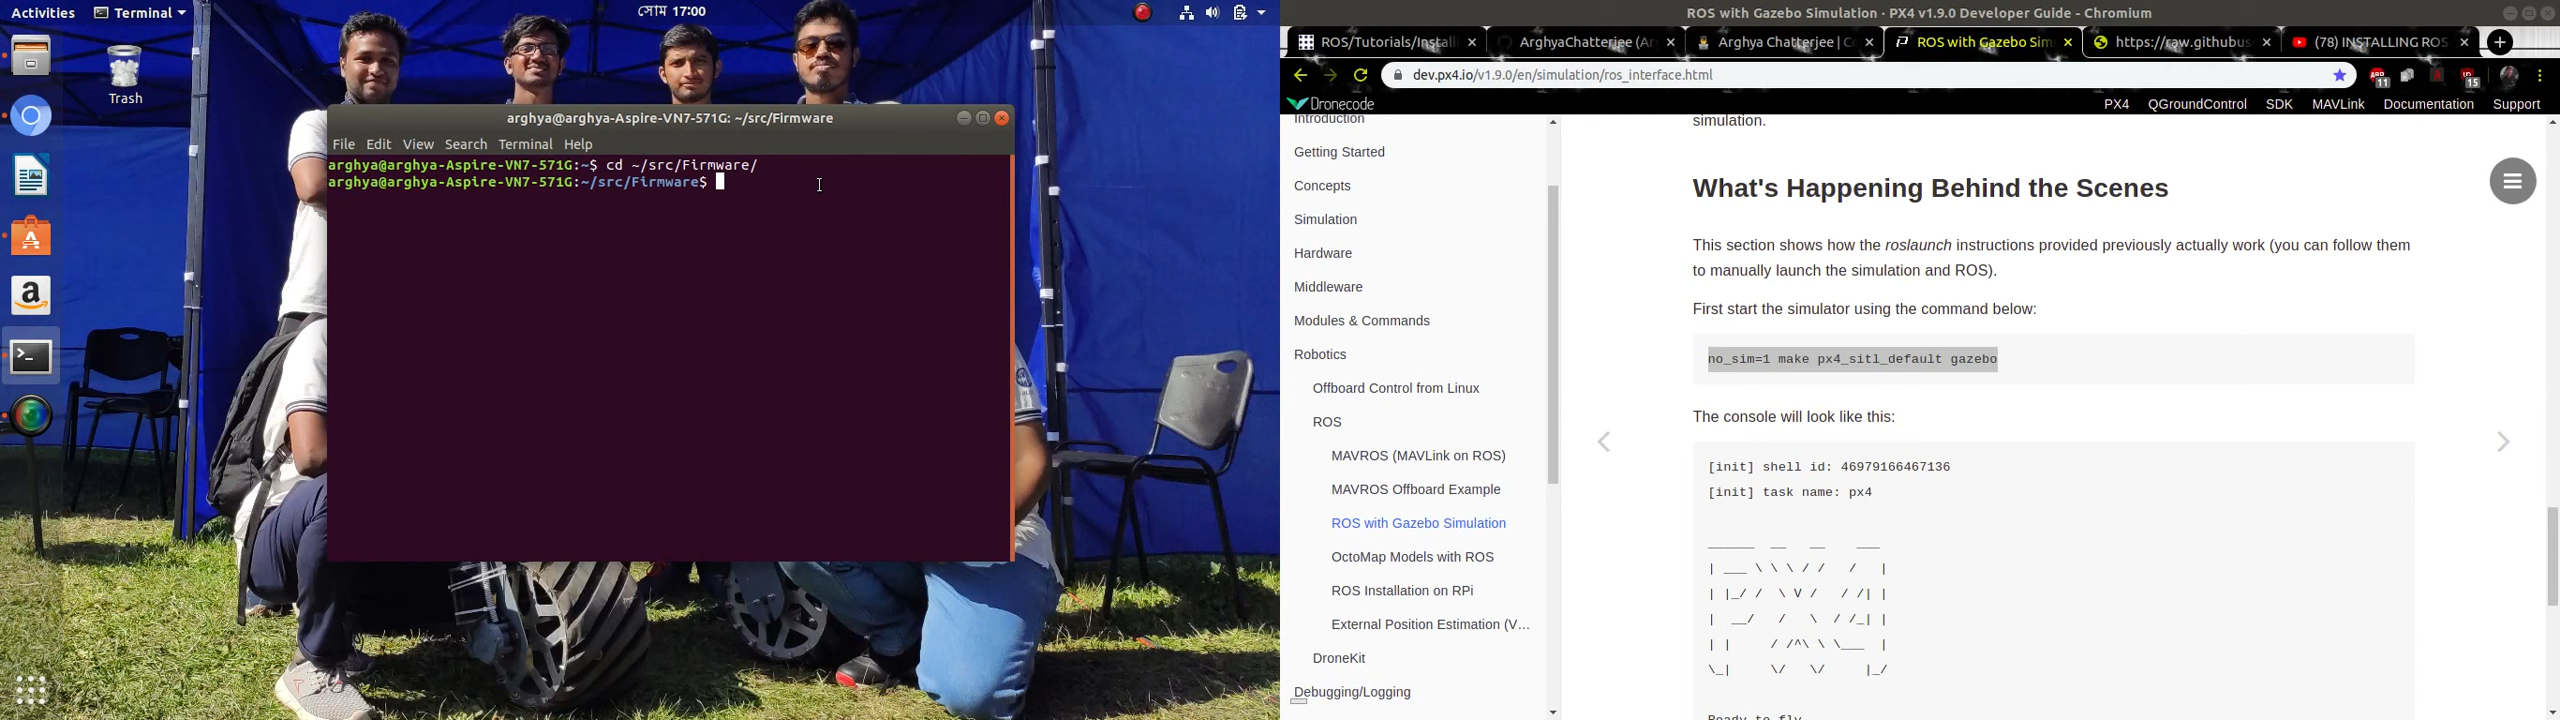 Activities
Terminal
সোম 17:00
Trash
arghya@arghya-Aspire-VN7-571G: ~/src/Firmware
File Edit View Search Terminal Help
arghya@arghya-Aspire-VN7-571G:~$ cd ~/src/Firmware/
arghya@arghya-Aspire-VN7-571G:~/src/Firmware$
ROS with Gazebo Simulation · PX4 v1.9.0 Developer Guide - Chromium
ROS/Tutorials/Install
ArghyaChatterjee (Ar
Arghya Chatterjee | Co
ROS with Gazebo Sim
https://raw.githubus
(78) INSTALLING ROS
dev.px4.io/v1.9.0/en/simulation/ros_interface.html
11
15
Dronecode
PX4 QGroundControl SDK MAVLink Documentation Support
Introduction
Getting Started
Concepts
Simulation
Hardware
Middleware
Modules & Commands
Robotics
Offboard Control from Linux
ROS
MAVROS (MAVLink on ROS)
MAVROS Offboard Example
ROS with Gazebo Simulation
OctoMap Models with ROS
ROS Installation on RPi
External Position Estimation (V...
DroneKit
Debugging/Logging
simulation.
What's Happening Behind the Scenes
This section shows how the roslaunch instructions provided previously actually work (you can follow them
to manually launch the simulation and ROS).
First start the simulator using the command below:
no_sim=1 make px4_sitl_default gazebo
The console will look like this:
[init] shell id: 46979166467136
[init] task name: px4
Ready to fly.